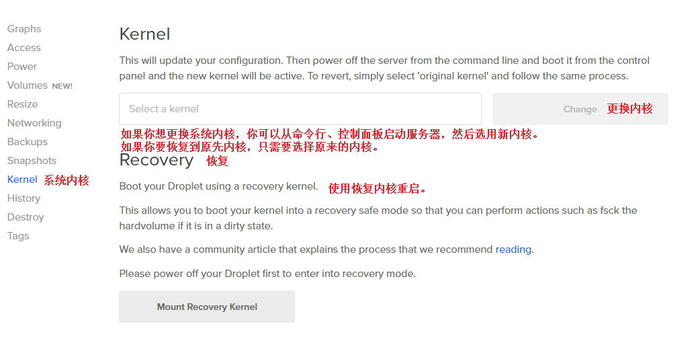 Graphs
Access
Power
Volumes NEW!
Resize
Networking
Backups
Snapshots
Kernel 系统内核
History
Destroy
Tags
Kernel
This will update your configuration. Then power off the server from the command line and boot it from the control
panel and the new kernel will be active. To revert, simply select 'original kernel' and follow the same process.
Select a kernel
Change 更换内核
如果你想更换系统内核，你可以从命令行、控制面板启动服务器，然后选用新内核。
如果你要恢复到原先内核，只需要选择原来的内核。
Recovery 恢复
Boot your Droplet using a recovery kernel. 使用恢复内核重启。
This allows you to boot your kernel into a recovery safe mode so that you can perform actions such as fsck the
hardvolume if it is in a dirty state.
We also have a community article that explains the process that we recommend reading.
Please power off your Droplet first to enter into recovery mode.
Mount Recovery Kernel